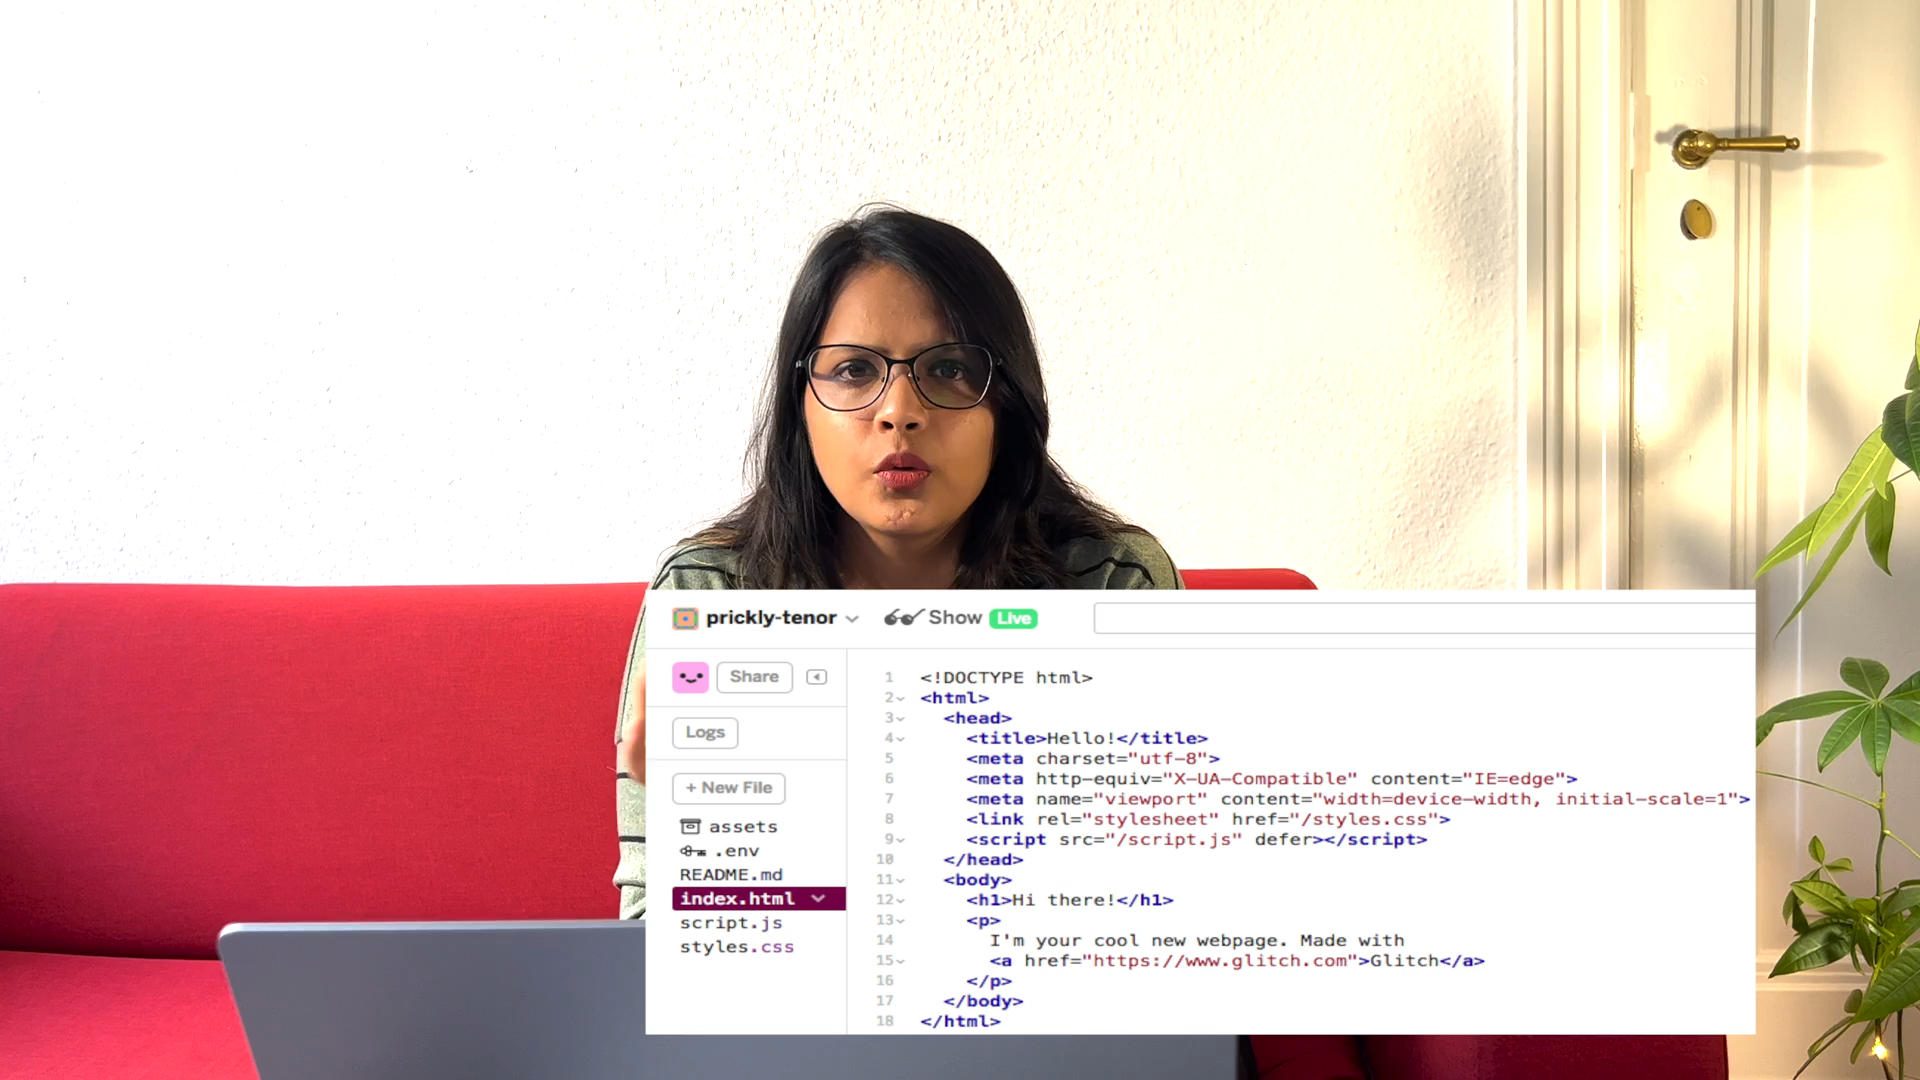 prickly-tenor Show Live
Share
Logs
+ New File
assets
.env
README.md
index.html
script.js
styles.css
1 <!DOCTYPE html>
2 <html>
3 <head>
4 <title>Hello!</title>
5 <meta charset="utf-8">
6 <meta http-equiv="X-UA-Compatible" content="IE=edge">
7 <meta name="viewport" content="width=device-width, initial-scale=1">
8 <link rel="stylesheet" href="/styles.css">
9 <script src="/script.js" defer></script>
10 </head>
11 <body>
12 <h1>Hi there!</h1>
13 <p>
14 I'm your cool new webpage. Made with
15 <a href="https://www.glitch.com">Glitch</a>
16 </p>
17 </body>
18 </html>